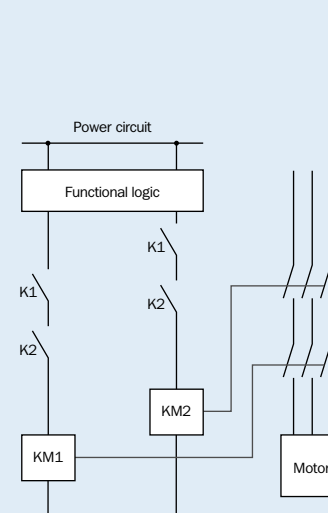 Power circuit
Functional logic
K1
K1
K2
K2
KM2
KM1
Motor